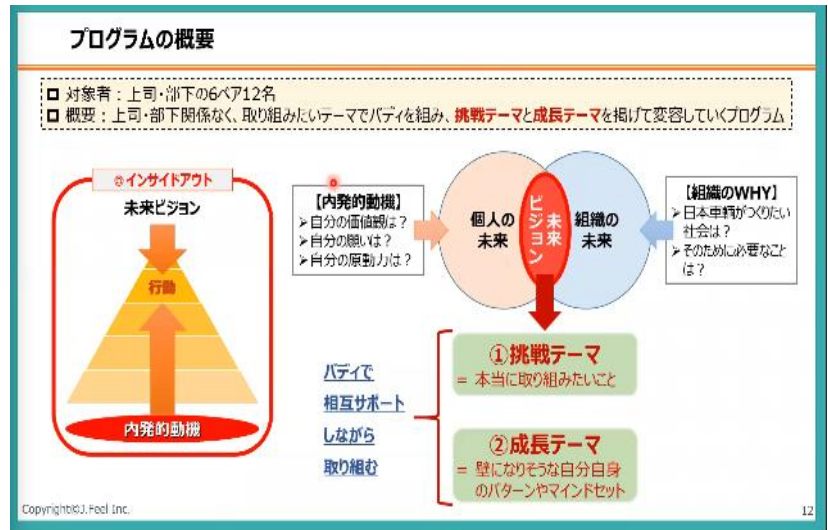 プログラムの概要
対象者：上司・部下の6ペア12名
概要：上司・部下関係なく、取り組みたいテーマでバディを組み、挑戦テーマと成長テーマを掲げて変容していくプログラム
◎インサイドアウト
未来ビジョン
行動
内発的動機
【内発的動機】
➢自分の価値観は？
➢自分の願いは？
➢自分の原動力は？
個人の
未来
未来
ビジョン
組織の
未来
【組織のWHY】
➢日本車輌がつくりたい
社会は？
➢そのために必要なこと
は？
バディで
相互サポート
しながら
取り組む
①挑戦テーマ
= 本当に取り組みたいこと
②成長テーマ
= 壁になりそうな自分自身
のパターンやマインドセット
Copyright©J.Feel Inc.
12